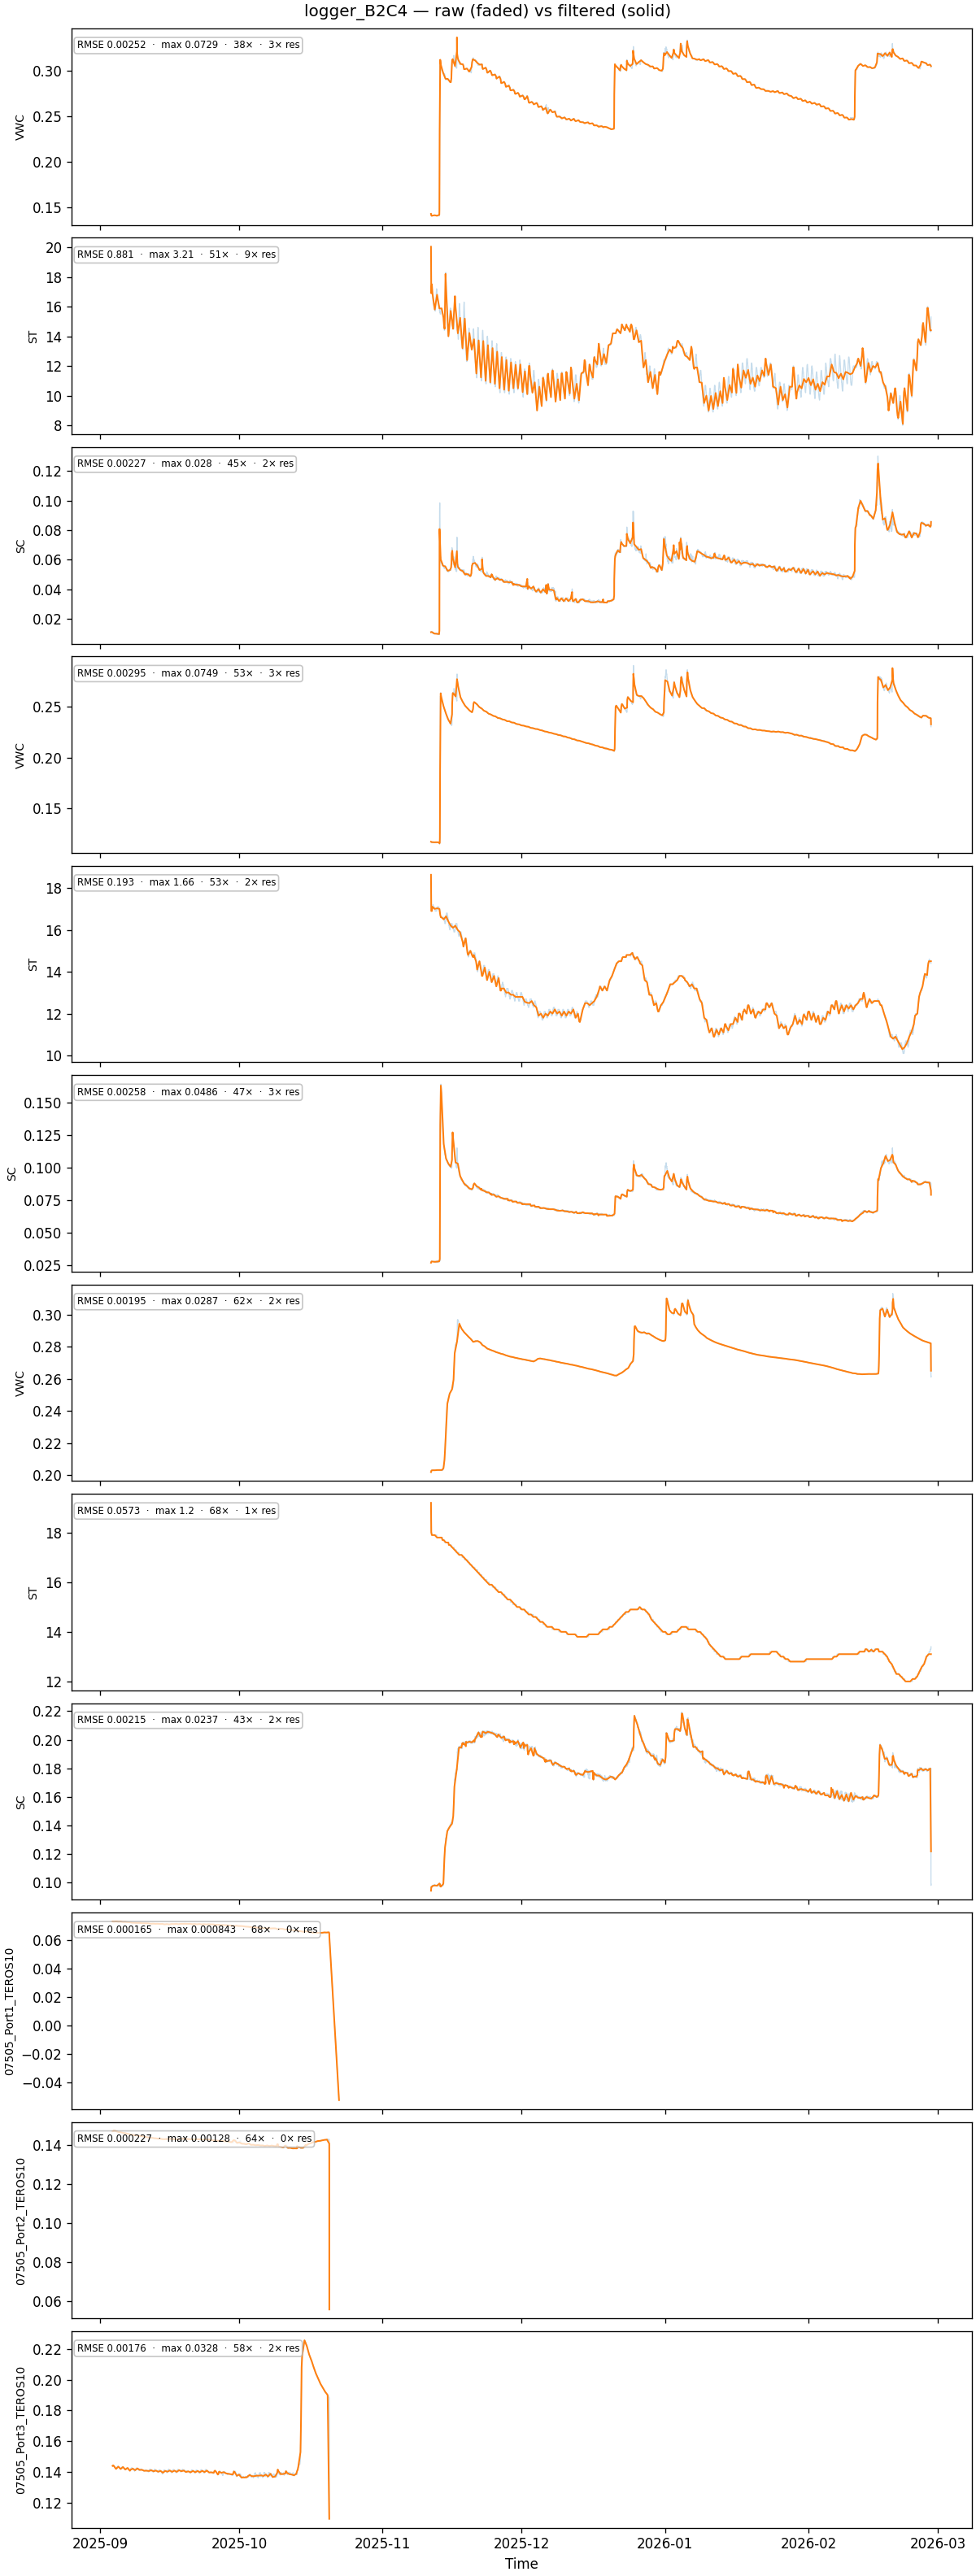 logger_B2C4 — raw (faded) vs filtered (solid)
RMSE 0.00252 · max 0.0729 · 38× · 3× res
VWC
0.30
0.25
0.20
0.15
RMSE 0.881 · max 3.21 · 51× · 9× res
ST
20
18
16
14
12
10
8
RMSE 0.00227 · max 0.028 · 45× · 2× res
SC
0.12
0.10
0.08
0.06
0.04
0.02
RMSE 0.00295 · max 0.0749 · 53× · 3× res
VWC
0.25
0.20
0.15
RMSE 0.193 · max 1.66 · 53× · 2× res
ST
18
16
14
12
10
RMSE 0.00258 · max 0.0486 · 47× · 3× res
SC
0.150
0.125
0.100
0.075
0.050
0.025
RMSE 0.00195 · max 0.0287 · 62× · 2× res
VWC
0.30
0.28
0.26
0.24
0.22
0.20
RMSE 0.0573 · max 1.2 · 68× · 1× res
ST
18
16
14
12
RMSE 0.00215 · max 0.0237 · 43× · 2× res
SC
0.22
0.20
0.18
0.16
0.14
0.12
0.10
RMSE 0.000165 · max 0.000843 · 68× · 0× res
07505_Port1_TEROS10
0.06
0.04
0.02
0.00
−0.02
−0.04
RMSE 0.000227 · max 0.00128 · 64× · 0× res
07505_Port2_TEROS10
0.14
0.12
0.10
0.08
0.06
RMSE 0.00176 · max 0.0328 · 58× · 2× res
07505_Port3_TEROS10
0.22
0.20
0.18
0.16
0.14
0.12
2025-09 2025-10 2025-11 2025-12 2026-01 2026-02 2026-03
Time